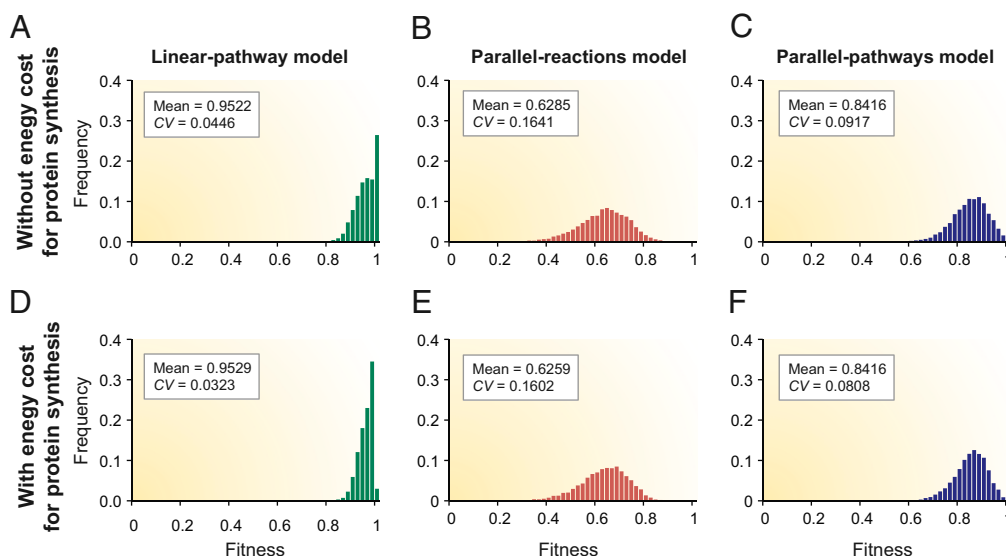 A
B
C
Linear-pathway model
Parallel-reactions model
Parallel-pathways model
Without enegy cost
for protein synthesis
Frequency
0.4
0.3
0.2
0.1
0.0
Mean = 0.9522
CV = 0.0446
0 0.2 0.4 0.6 0.8 1
0.4
0.3
0.2
0.1
0
Mean = 0.6285
CV = 0.1641
0 0.2 0.4 0.6 0.8 1
0.4
0.3
0.2
0.1
0
Mean = 0.8416
CV = 0.0917
0 0.2 0.4 0.6 0.8 1
D
E
F
With enegy cost
for protein synthesis
Frequency
0.4
0.3
0.2
0.1
0.0
Mean = 0.9529
CV = 0.0323
0 0.2 0.4 0.6 0.8 1
Fitness
0.4
0.3
0.2
0.1
0
Mean = 0.6259
CV = 0.1602
0 0.2 0.4 0.6 0.8 1
Fitness
0.4
0.3
0.2
0.1
0
Mean = 0.8416
CV = 0.0808
0 0.2 0.4 0.6 0.8 1
Fitness